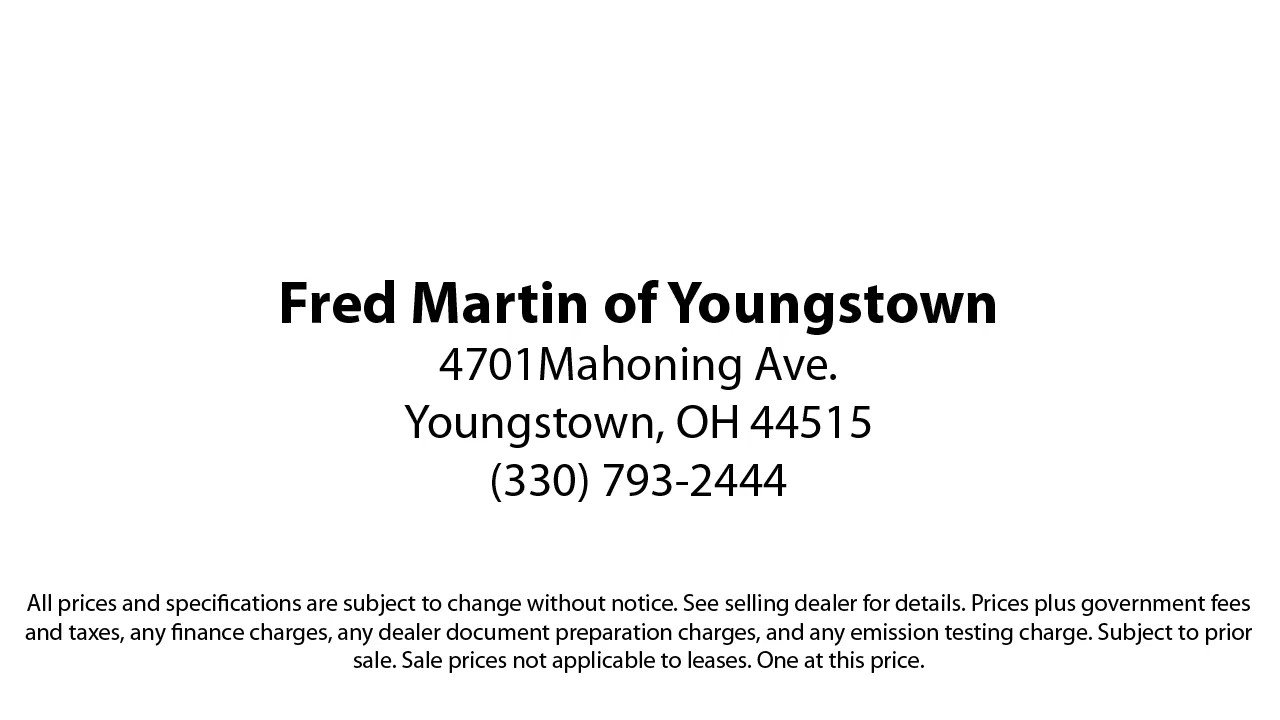 Fred Martin of Youngstown
4701Mahoning Ave.
Youngstown, OH 44515
(330) 793-2444
All prices and specifications are subject to change without notice. See selling dealer for details. Prices plus government fees
and taxes, any finance charges, any dealer document preparation charges, and any emission testing charge. Subject to prior
sale. Sale prices not applicable to leases. One at this price.